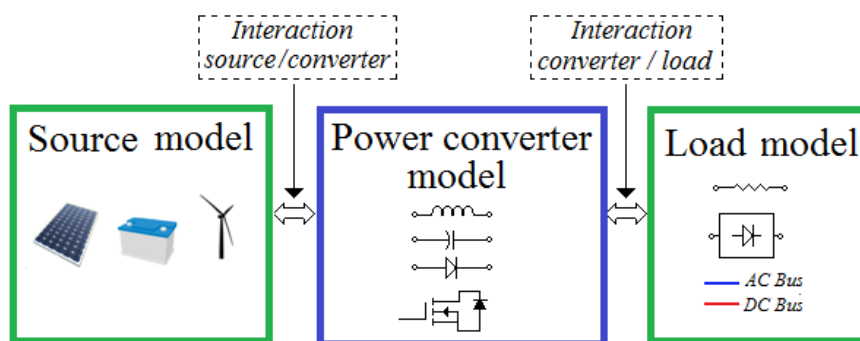 Interaction
source/converter
Interaction
converter / load
Source model
Power converter
model
Load model
AC Bus
DC Bus